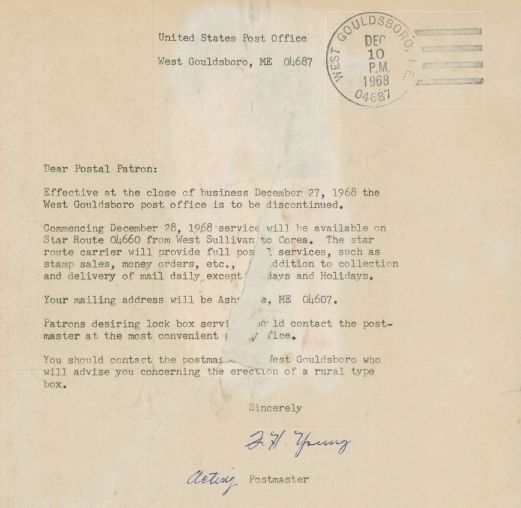 United States Post Office
West Gouldsboro, ME 04687
WEST GOULDSBORO, ME
DEC
10
P.M.
1968
04687
Dear Postal Patron:
Effective at the close of business December 27, 1968 the
West Gouldsboro post office is to be discontinued.
Commencing December 28, 1968 service will be available on
Star Route 04660 from West Sullivan to Corea. The star
route carrier will provide full services, such as
stamp sales, money orders, etc., to collection
and delivery of mail daily except and Holidays.
Your mailing address will be ME 04607.
Patrons desiring lock box contact the post-
master at the most convenient
You should contact the West Gouldsboro who
will advise you concerning the erection of a rural type
box.
Sincerely
F. H. Young
Acting Postmaster